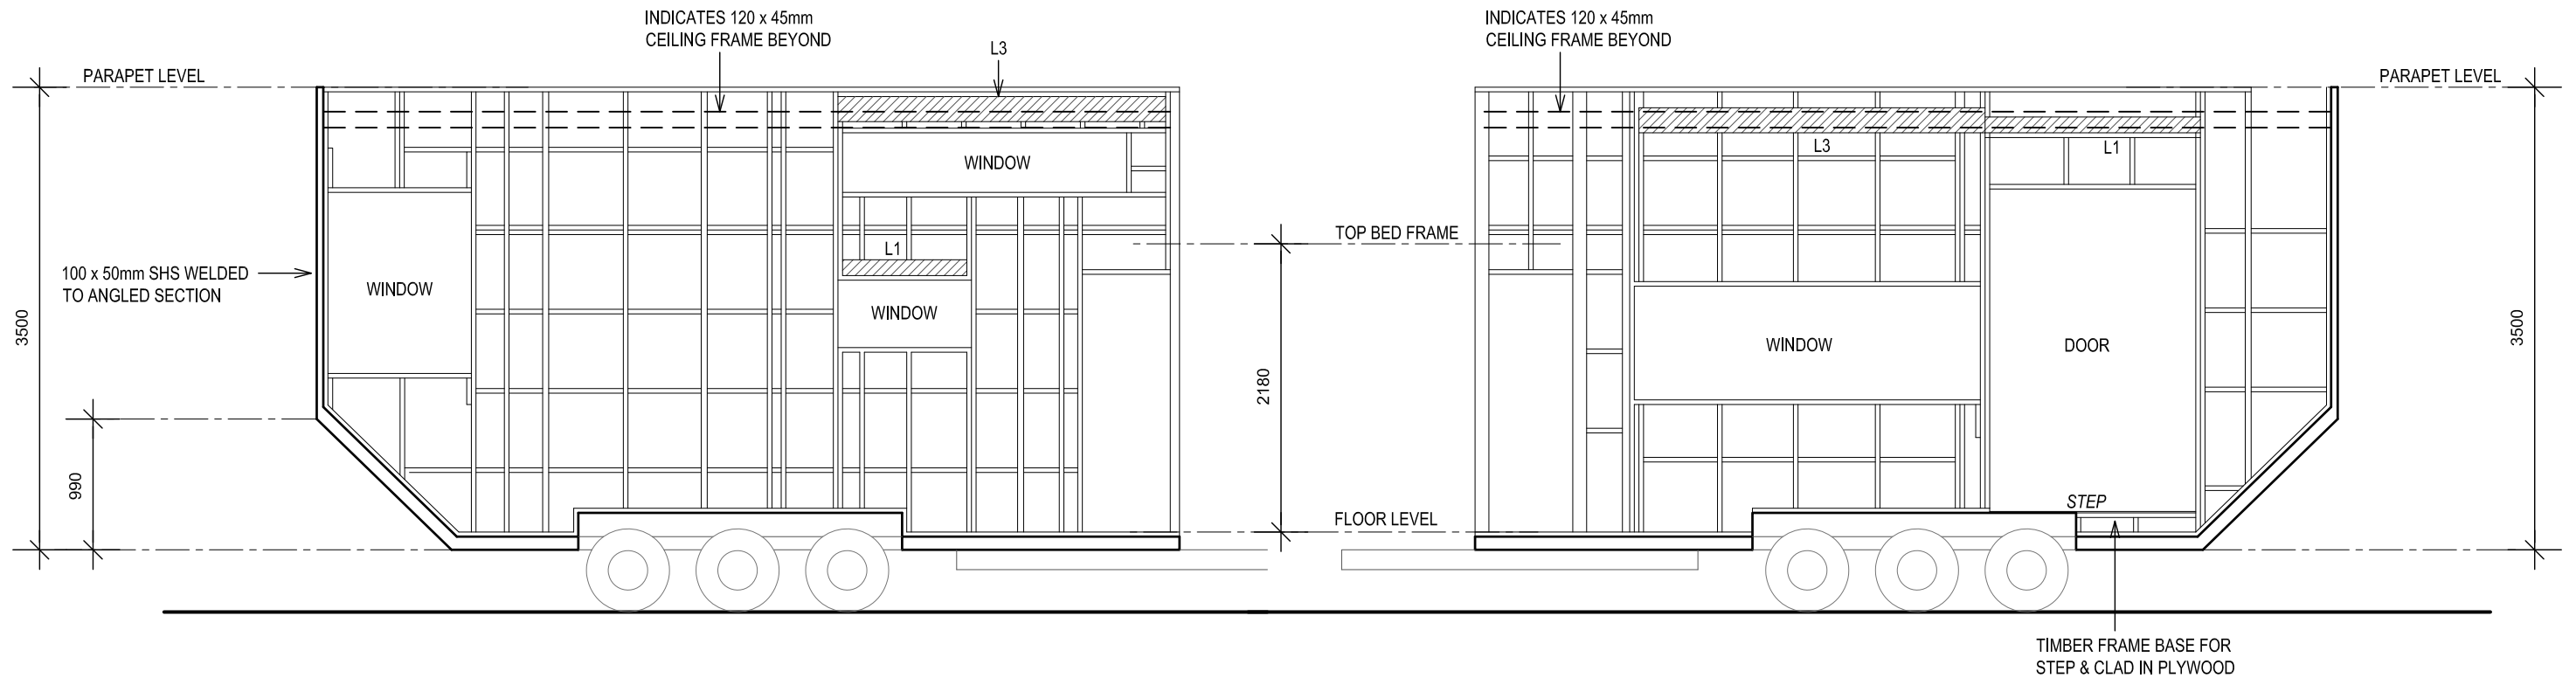 INDICATES 120 x 45mm
CEILING FRAME BEYOND
L3
PARAPET LEVEL
WINDOW
L1
100 x 50mm SHS WELDED
TO ANGLED SECTION
WINDOW
WINDOW
3500
990
INDICATES 120 x 45mm
CEILING FRAME BEYOND
PARAPET LEVEL
L3
L1
TOP BED FRAME
2180
WINDOW
DOOR
3500
STEP
FLOOR LEVEL
TIMBER FRAME BASE FOR
STEP & CLAD IN PLYWOOD